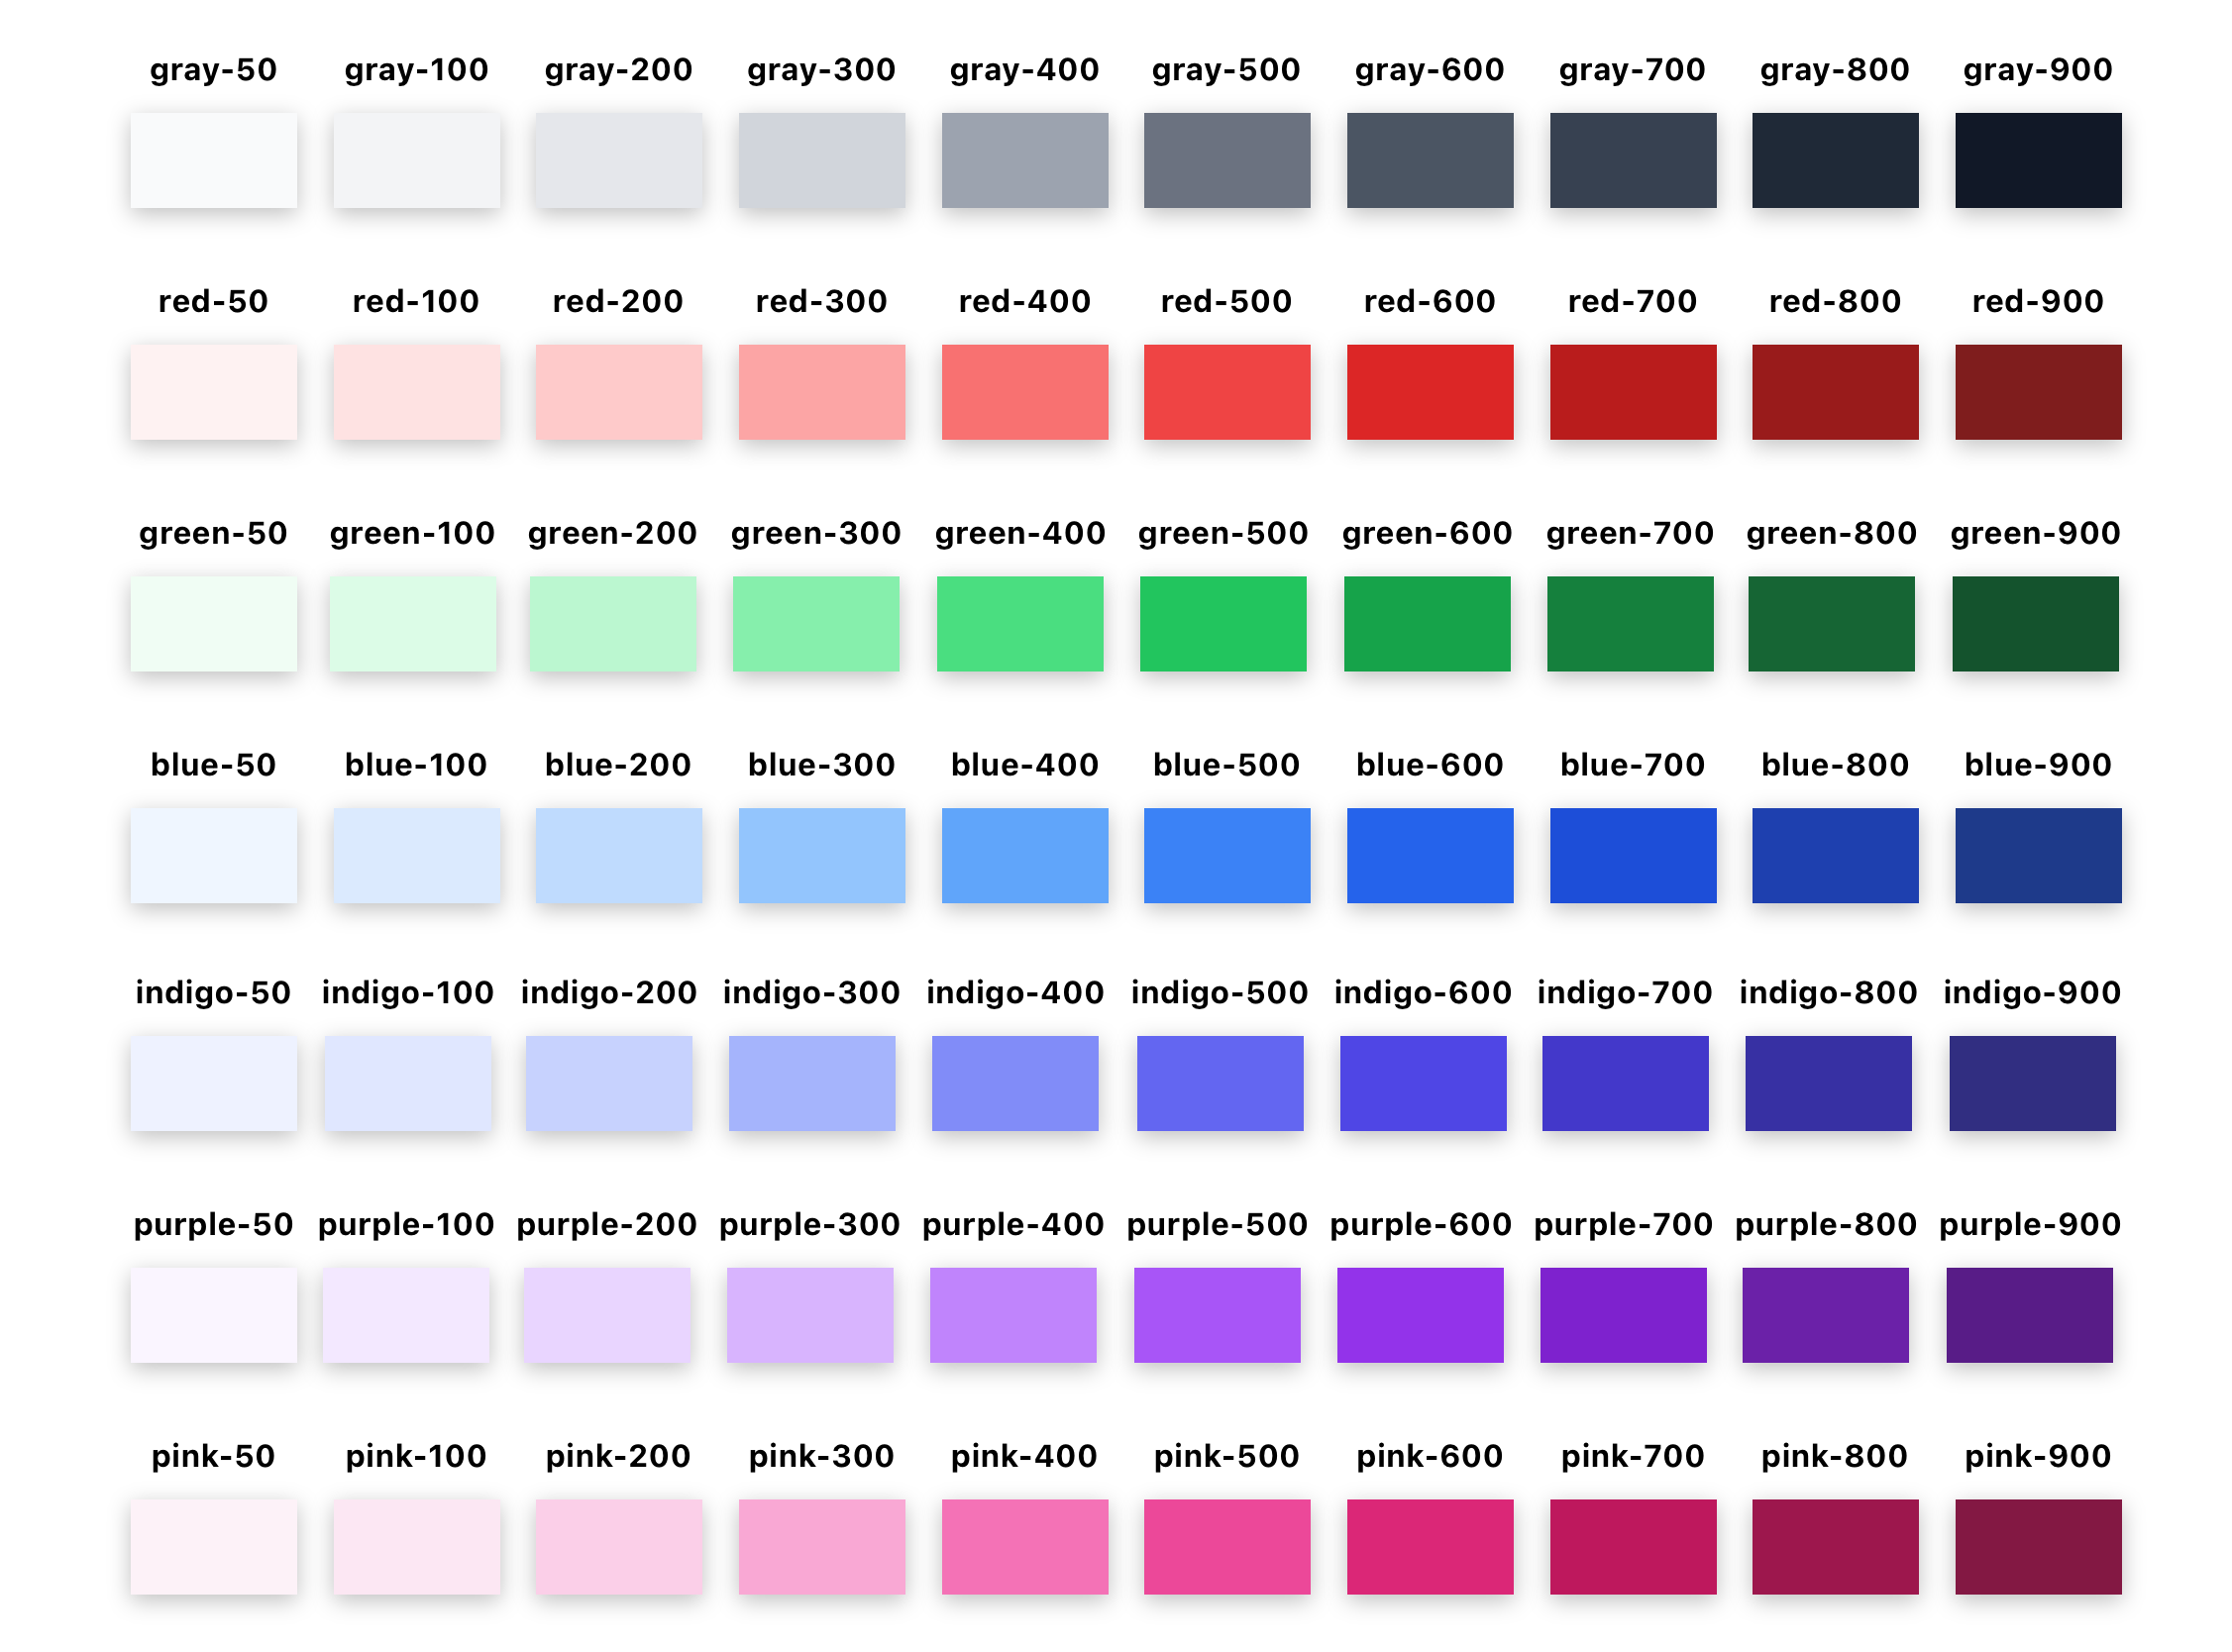 gray-50 gray-100 gray-200 gray-300 gray-400 gray-500 gray-600 gray-700 gray-800 gray-900
red-50 red-100 red-200 red-300 red-400 red-500 red-600 red-700 red-800 red-900
green-50 green-100 green-200 green-300 green-400 green-500 green-600 green-700 green-800 green-900
blue-50 blue-100 blue-200 blue-300 blue-400 blue-500 blue-600 blue-700 blue-800 blue-900
indigo-50 indigo-100 indigo-200 indigo-300 indigo-400 indigo-500 indigo-600 indigo-700 indigo-800 indigo-900
purple-50 purple-100 purple-200 purple-300 purple-400 purple-500 purple-600 purple-700 purple-800 purple-900
pink-50 pink-100 pink-200 pink-300 pink-400 pink-500 pink-600 pink-700 pink-800 pink-900